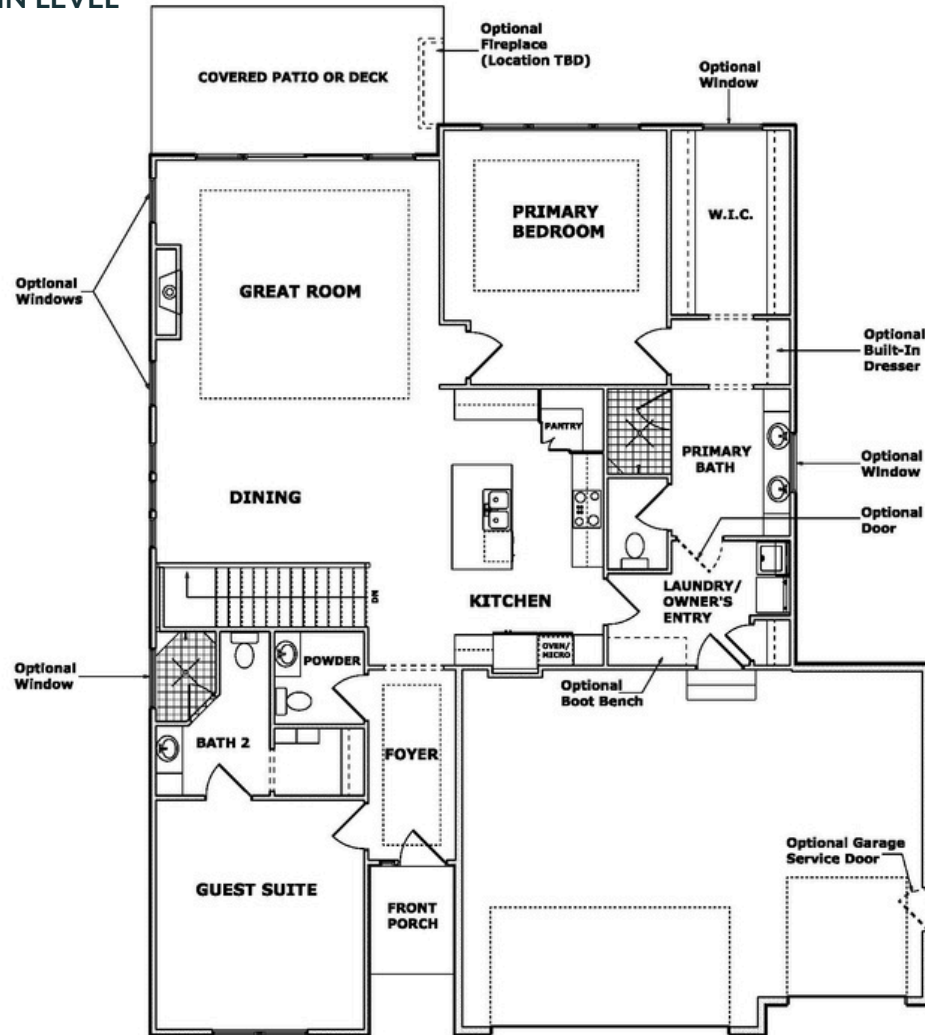 IN LEVEL
Optional
Fireplace
(Location TBD)
COVERED PATIO OR DECK
Optional
Window
PRIMARY
BEDROOM
W.I.C.
GREAT ROOM
Optional
Windows
Optional
Built-In
Dresser
PANTRY
PRIMARY
BATH
Optional
Window
DINING
Optional
Door
DN
KITCHEN
LAUNDRY/
OWNER'S
ENTRY
OVEN/
MICRO
POWDER
Optional
Window
Optional
Boot Bench
BATH 2
FOYER
Optional Garage
Service Door
GUEST SUITE
FRONT
PORCH